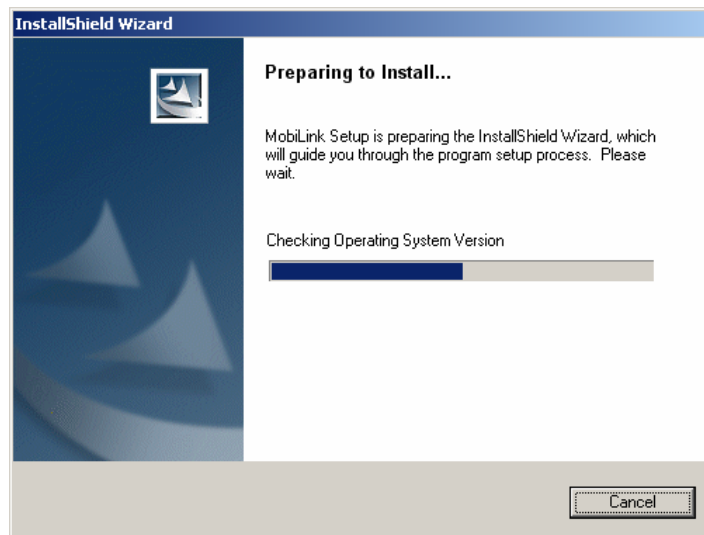 InstallShield Wizard
Preparing to Install...
MobiLink Setup is preparing the InstallShield Wizard, which
will guide you through the program setup process.  Please
wait.
Checking Operating System Version
Cancel